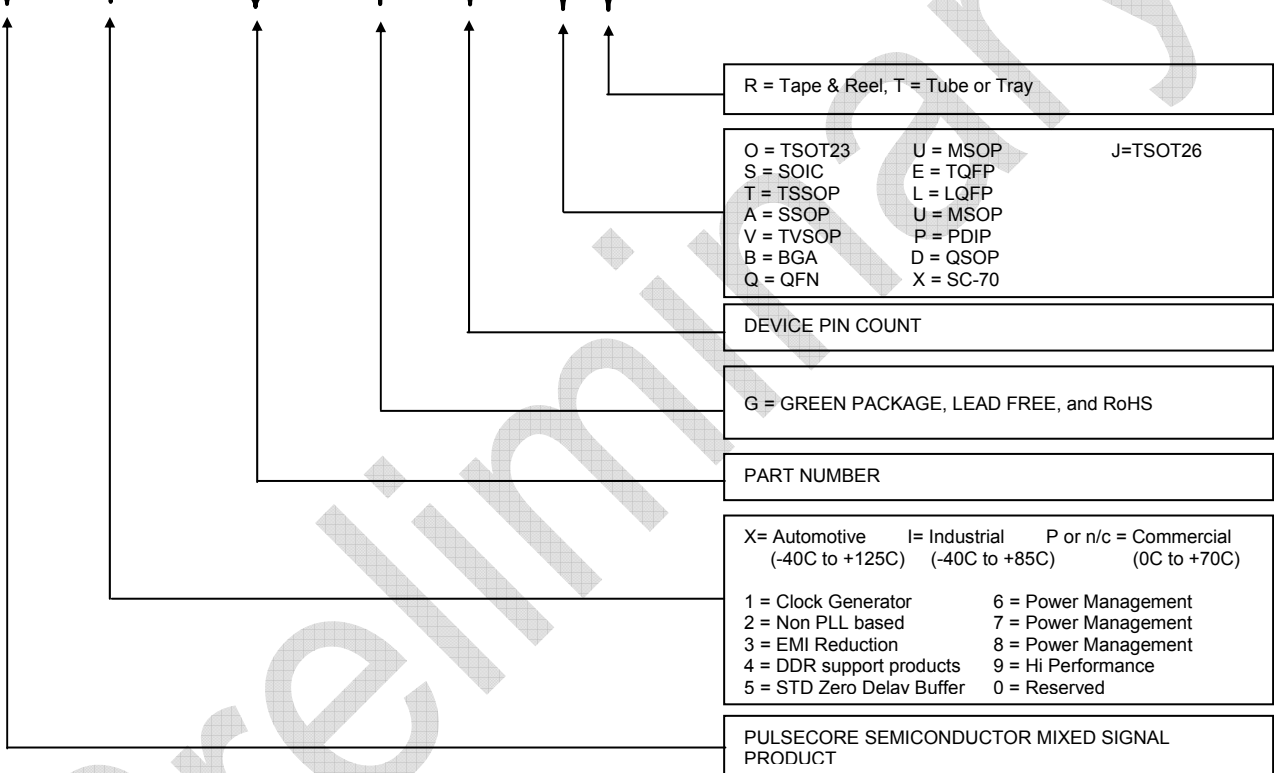 R = Tape & Reel, T = Tube or Tray
O = TSOT23 U = MSOP J=TSOT26
S = SOIC E = TQFP
T = TSSOP L = LQFP
A = SSOP U = MSOP
V = TVSOP P = PDIP
B = BGA D = QSOP
Q = QFN X = SC-70
DEVICE PIN COUNT
G = GREEN PACKAGE, LEAD FREE, and RoHS
PART NUMBER
X= Automotive I= Industrial P or n/c = Commercial
(-40C to +125C) (-40C to +85C) (0C to +70C)
1 = Clock Generator 6 = Power Management
2 = Non PLL based 7 = Power Management
3 = EMI Reduction 8 = Power Management
4 = DDR support products 9 = Hi Performance
5 = STD Zero Delay Buffer 0 = Reserved
PULSECORE SEMICONDUCTOR MIXED SIGNAL
PRODUCT
reliminary